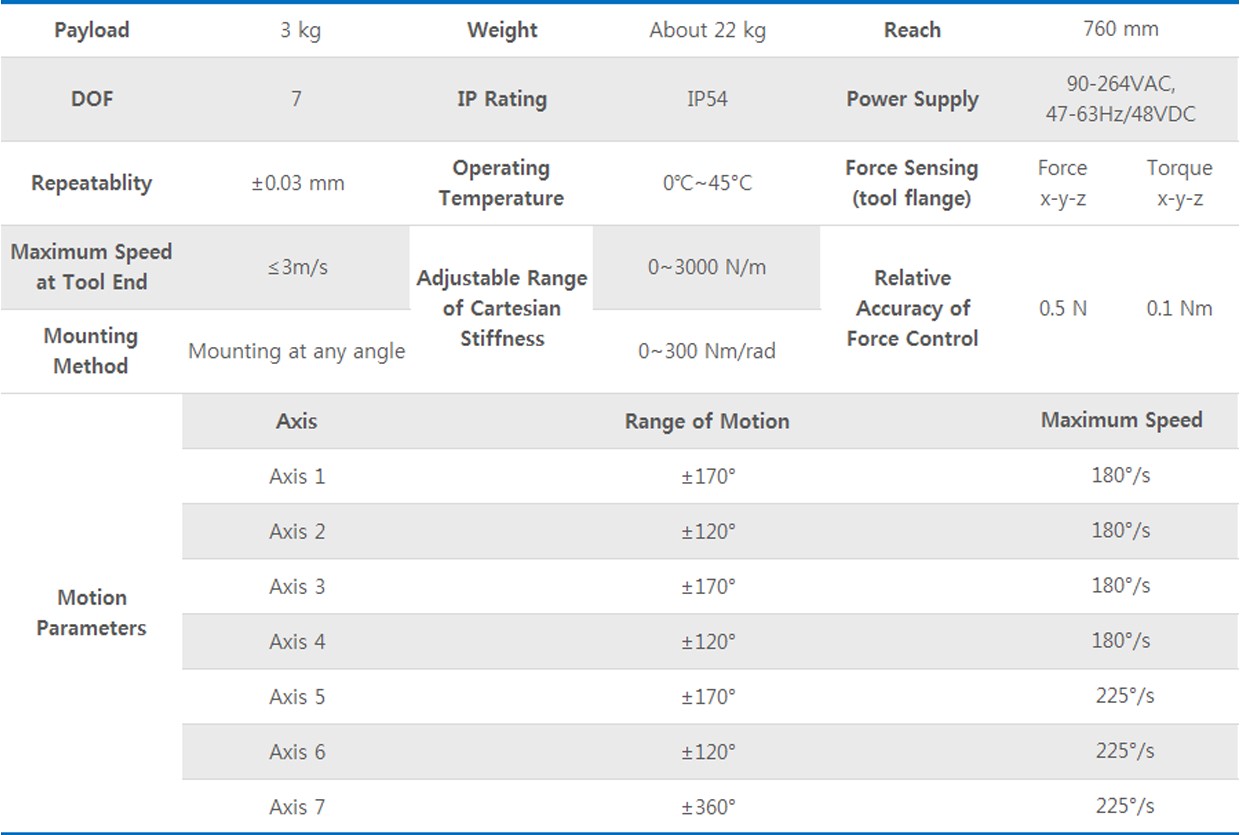 Payload 3 kg Weight About 22 kg Reach 760 mm
DOF 7 IP Rating IP54 Power Supply 90-264VAC,
47-63Hz/48VDC
Repeatablity ±0.03 mm Operating
Temperature 0℃~45°C Force Sensing
(tool flange) Force
x-y-z Torque
x-y-z
Maximum Speed
at Tool End ≤3m/s Adjustable Range
of Cartesian
Stiffness 0~3000 N/m Relative
Accuracy of
Force Control 0.5 N 0.1 Nm
Mounting
Method Mounting at any angle 0~300 Nm/rad
Motion
Parameters
Axis Range of Motion Maximum Speed
Axis 1 ±170° 180°/s
Axis 2 ±120° 180°/s
Axis 3 ±170° 180°/s
Axis 4 ±120° 180°/s
Axis 5 ±170° 225°/s
Axis 6 ±120° 225°/s
Axis 7 ±360° 225°/s